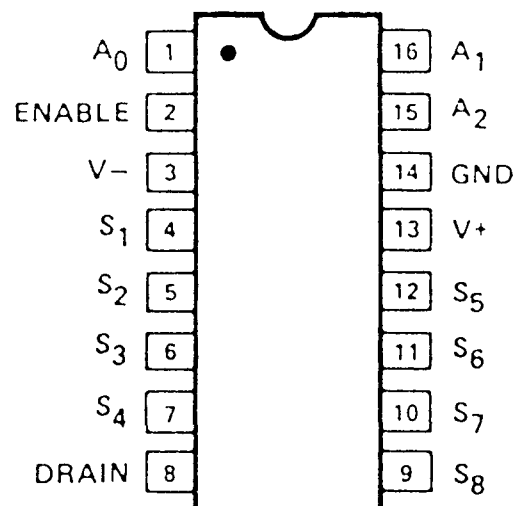 A0 1 16 A1
ENABLE 2 15 A2
V− 3 14 GND
S1 4 13 V+
S2 5 12 S5
S3 6 11 S6
S4 7 10 S7
DRAIN 8 9 S8